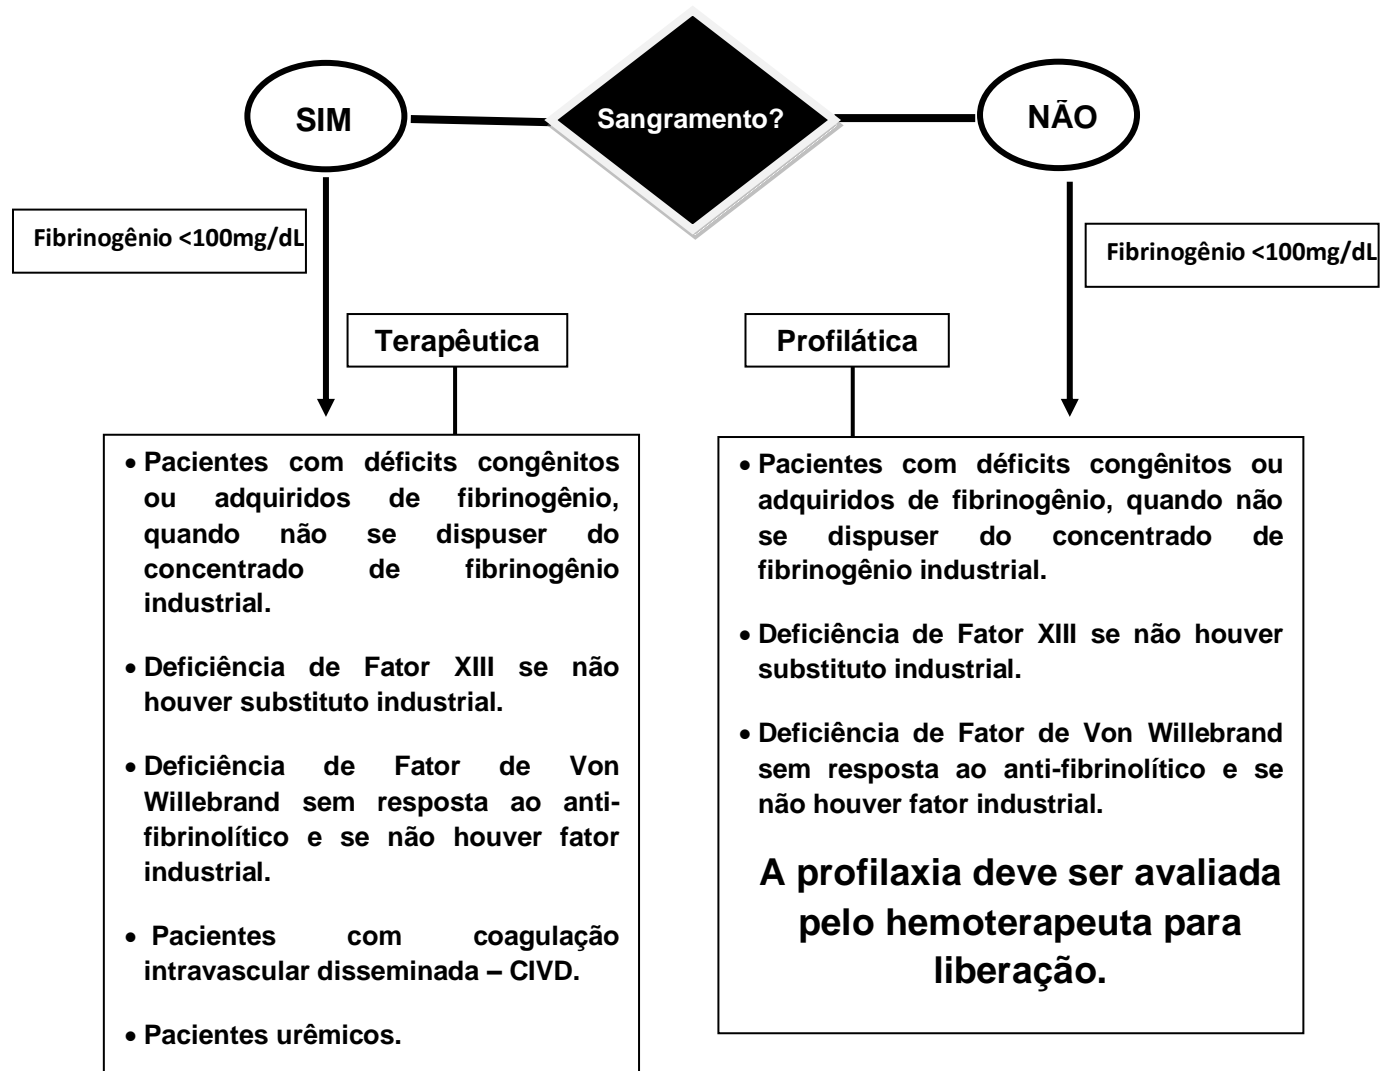 SIM
Sangramento?
NÃO
Fibrinogênio <100mg/dL
Fibrinogênio <100mg/dL
Terapêutica
Profilática
• Pacientes com déficits congênitos
ou adquiridos de fibrinogênio,
quando não se dispuser do
concentrado de fibrinogênio
industrial.
• Deficiência de Fator XIII se não
houver substituto industrial.
• Deficiência de Fator de Von
Willebrand sem resposta ao anti-
fibrinolítico e se não houver fator
industrial.
• Pacientes com coagulação
intravascular disseminada – CIVD.
• Pacientes urêmicos.
• Pacientes com déficits congênitos ou
adquiridos de fibrinogênio, quando não
se dispuser do concentrado de
fibrinogênio industrial.
• Deficiência de Fator XIII se não houver
substituto industrial.
• Deficiência de Fator de Von Willebrand
sem resposta ao anti-fibrinolítico e se
não houver fator industrial.
A profilaxia deve ser avaliada
pelo hemoterapeuta para
liberação.